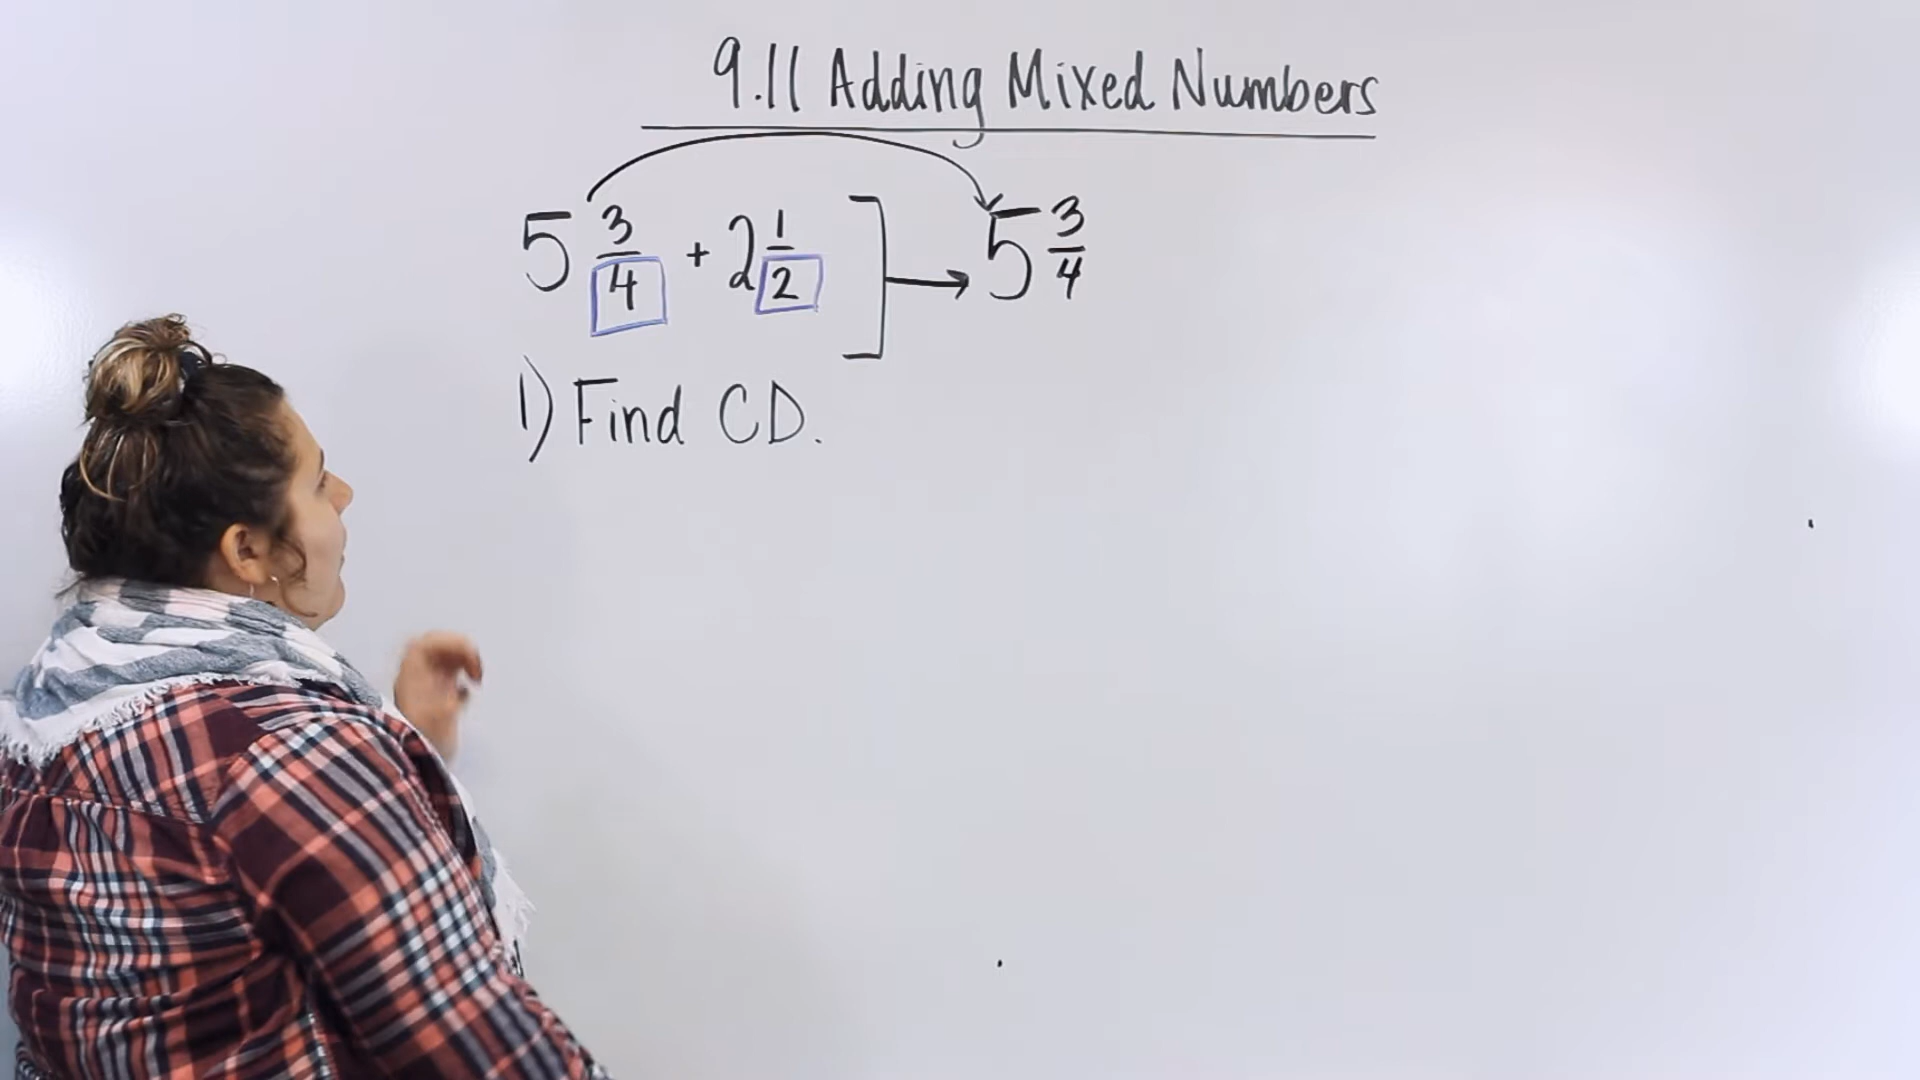 9.11 Adding Mixed Numbers
5 3/4 + 2 1/2 ] → 5 3/4
1) Find CD.